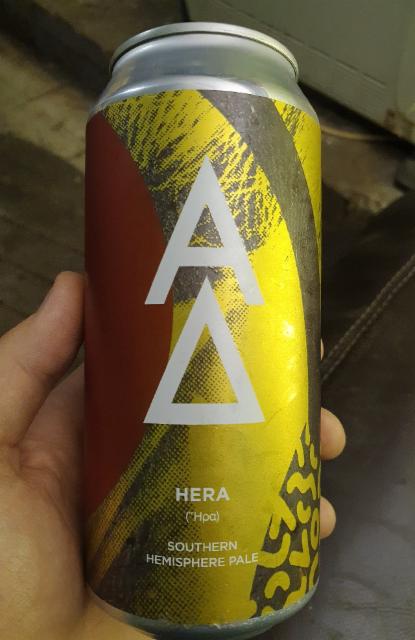 A
Δ
HERA
(Ἥρα)
SOUTHERN
HEMISPHERE PALE